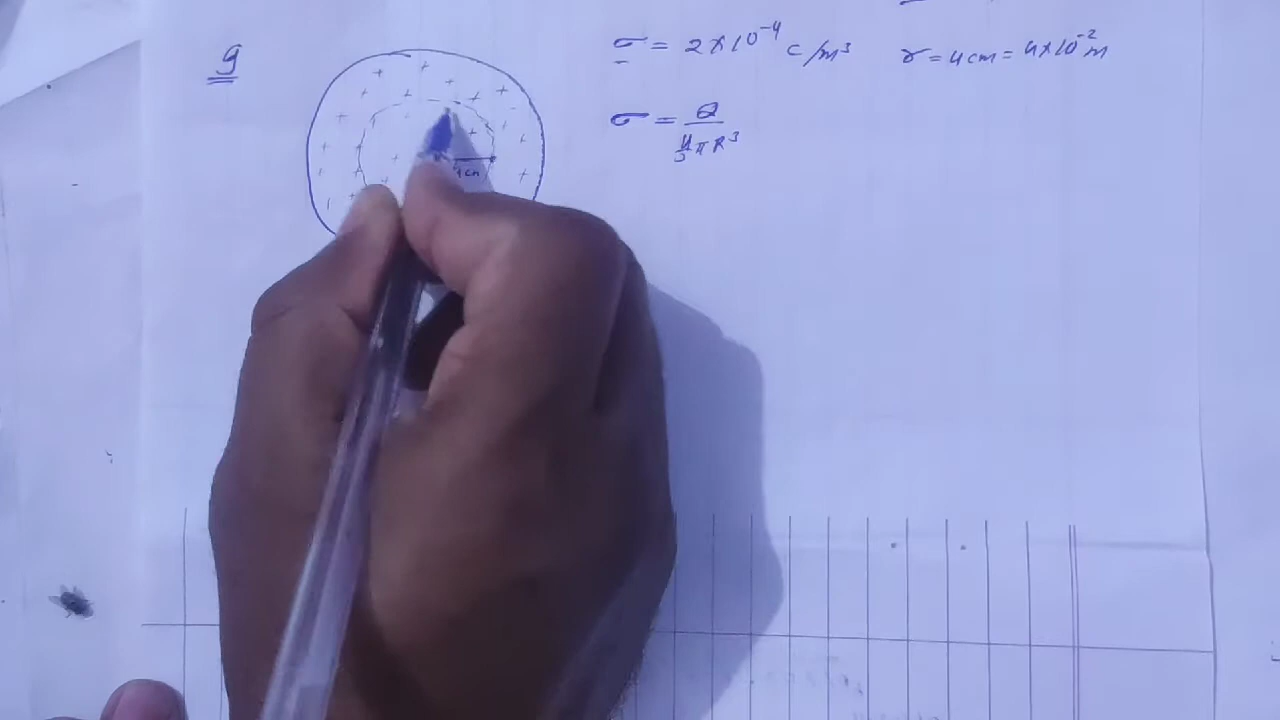 9
σ = 2×10⁻⁴ c/m³ r = 4cm = 4×10⁻² m
σ = Q / 4/3 π R³
4cm